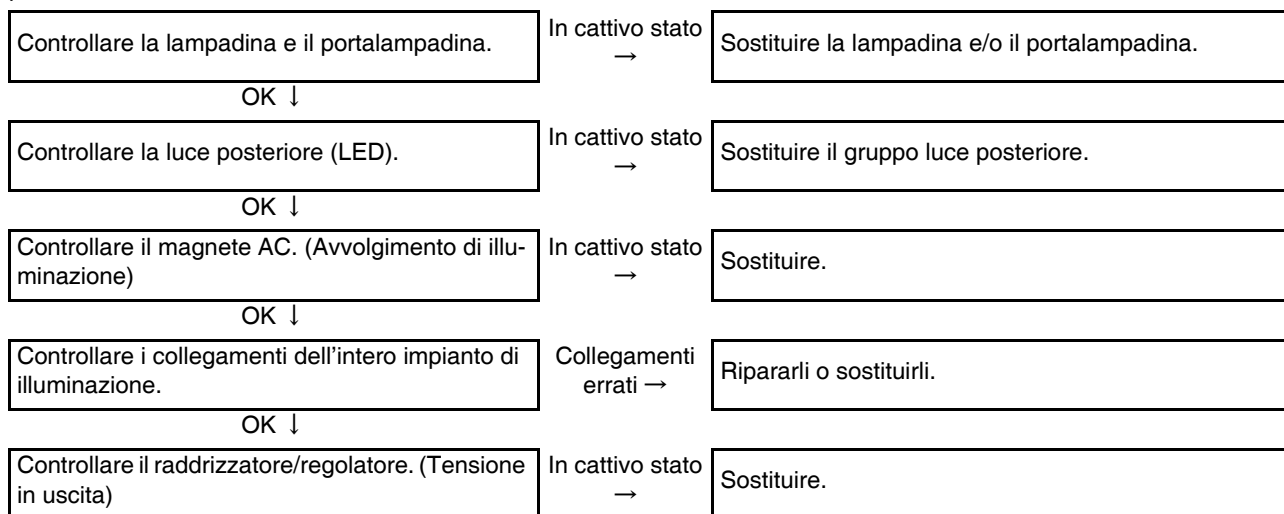 Controllare la lampadina e il portalampadina.
In cattivo stato
→
Sostituire la lampadina e/o il portalampadina.
OK ↓
Controllare la luce posteriore (LED).
In cattivo stato
→
Sostituire il gruppo luce posteriore.
OK ↓
Controllare il magnete AC. (Avvolgimento di illu-
minazione)
In cattivo stato
→
Sostituire.
OK ↓
Controllare i collegamenti dell'intero impianto di
illuminazione.
Collegamenti
errati →
Ripararli o sostituirli.
OK ↓
Controllare il raddrizzatore/regolatore. (Tensione
in uscita)
In cattivo stato
→
Sostituire.